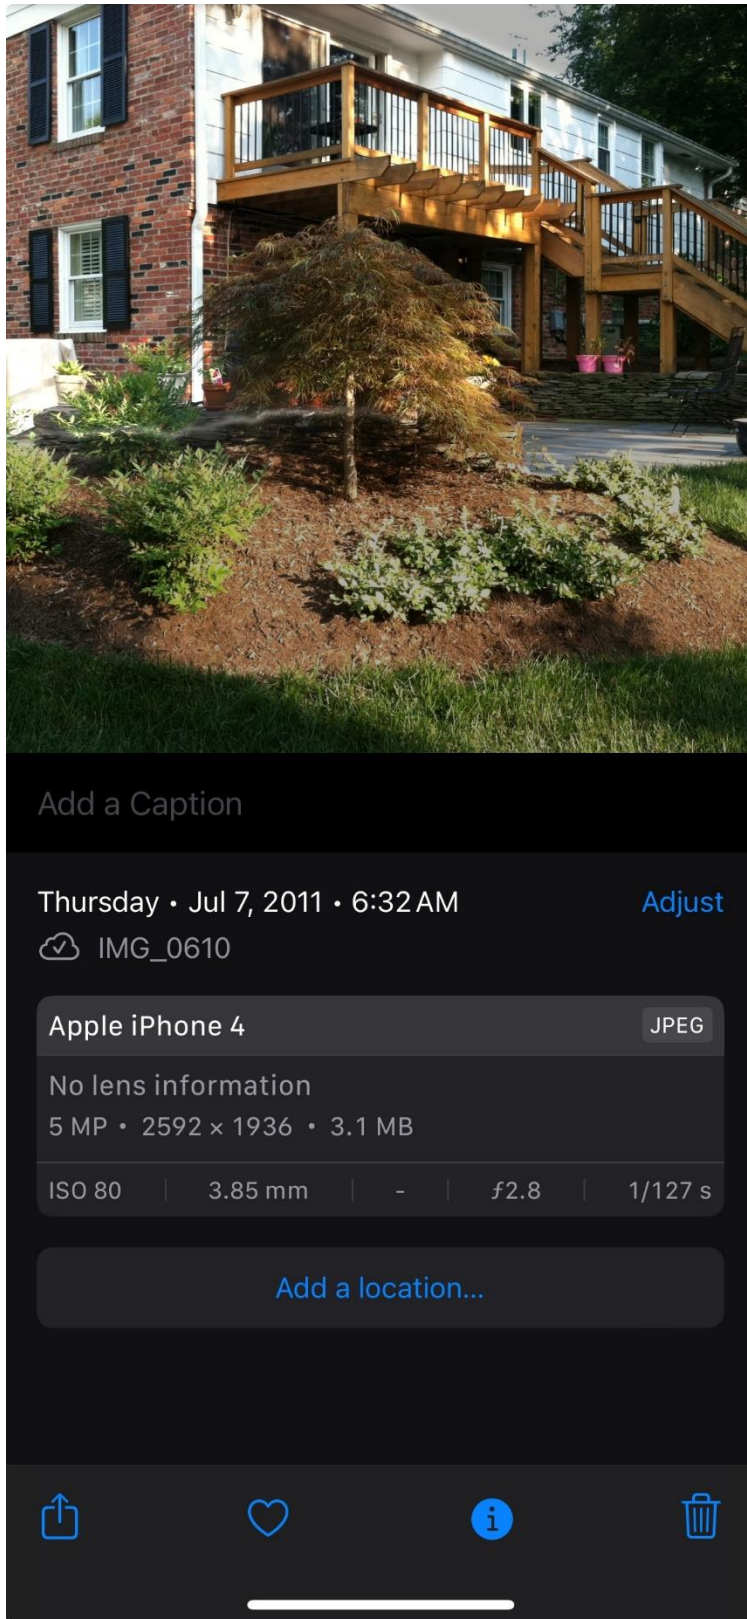 Add a Caption
Thursday • Jul 7, 2011 • 6:32 AM
Adjust
IMG_0610
Apple iPhone 4
JPEG
No lens information
5 MP • 2592 × 1936 • 3.1 MB
ISO 80 | 3.85 mm | - | ƒ2.8 | 1/127 s
Add a location...